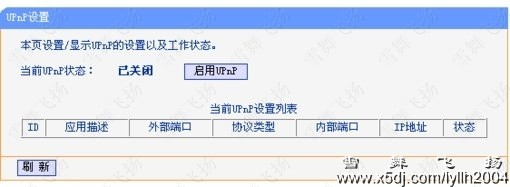 UPnP设置
本页设置/显示UPnP的设置以及工作状态。
当前UPnP状态： 已关闭 启用UPnP
当前UPnP设置列表
ID 应用描述 外部端口 协议类型 内部端口 IP地址 状态
刷 新
雪 舞 飞 扬
www.x5dj.com/lyllh2004